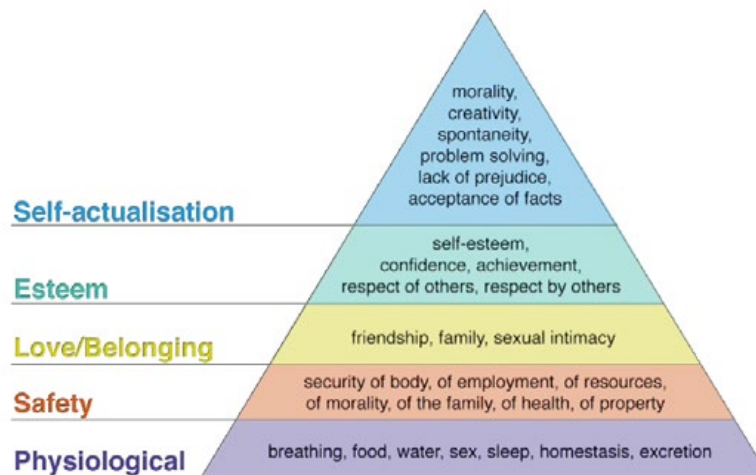 morality,
creativity,
spontaneity,
problem solving,
lack of prejudice,
acceptance of facts
Self-actualisation
self-esteem,
confidence, achievement,
respect of others, respect by others
Esteem
friendship, family, sexual intimacy
Love/Belonging
security of body, of employment, of resources,
of morality, of the family, of health, of property
Safety
breathing, food, water, sex, sleep, homestasis, excretion
Physiological